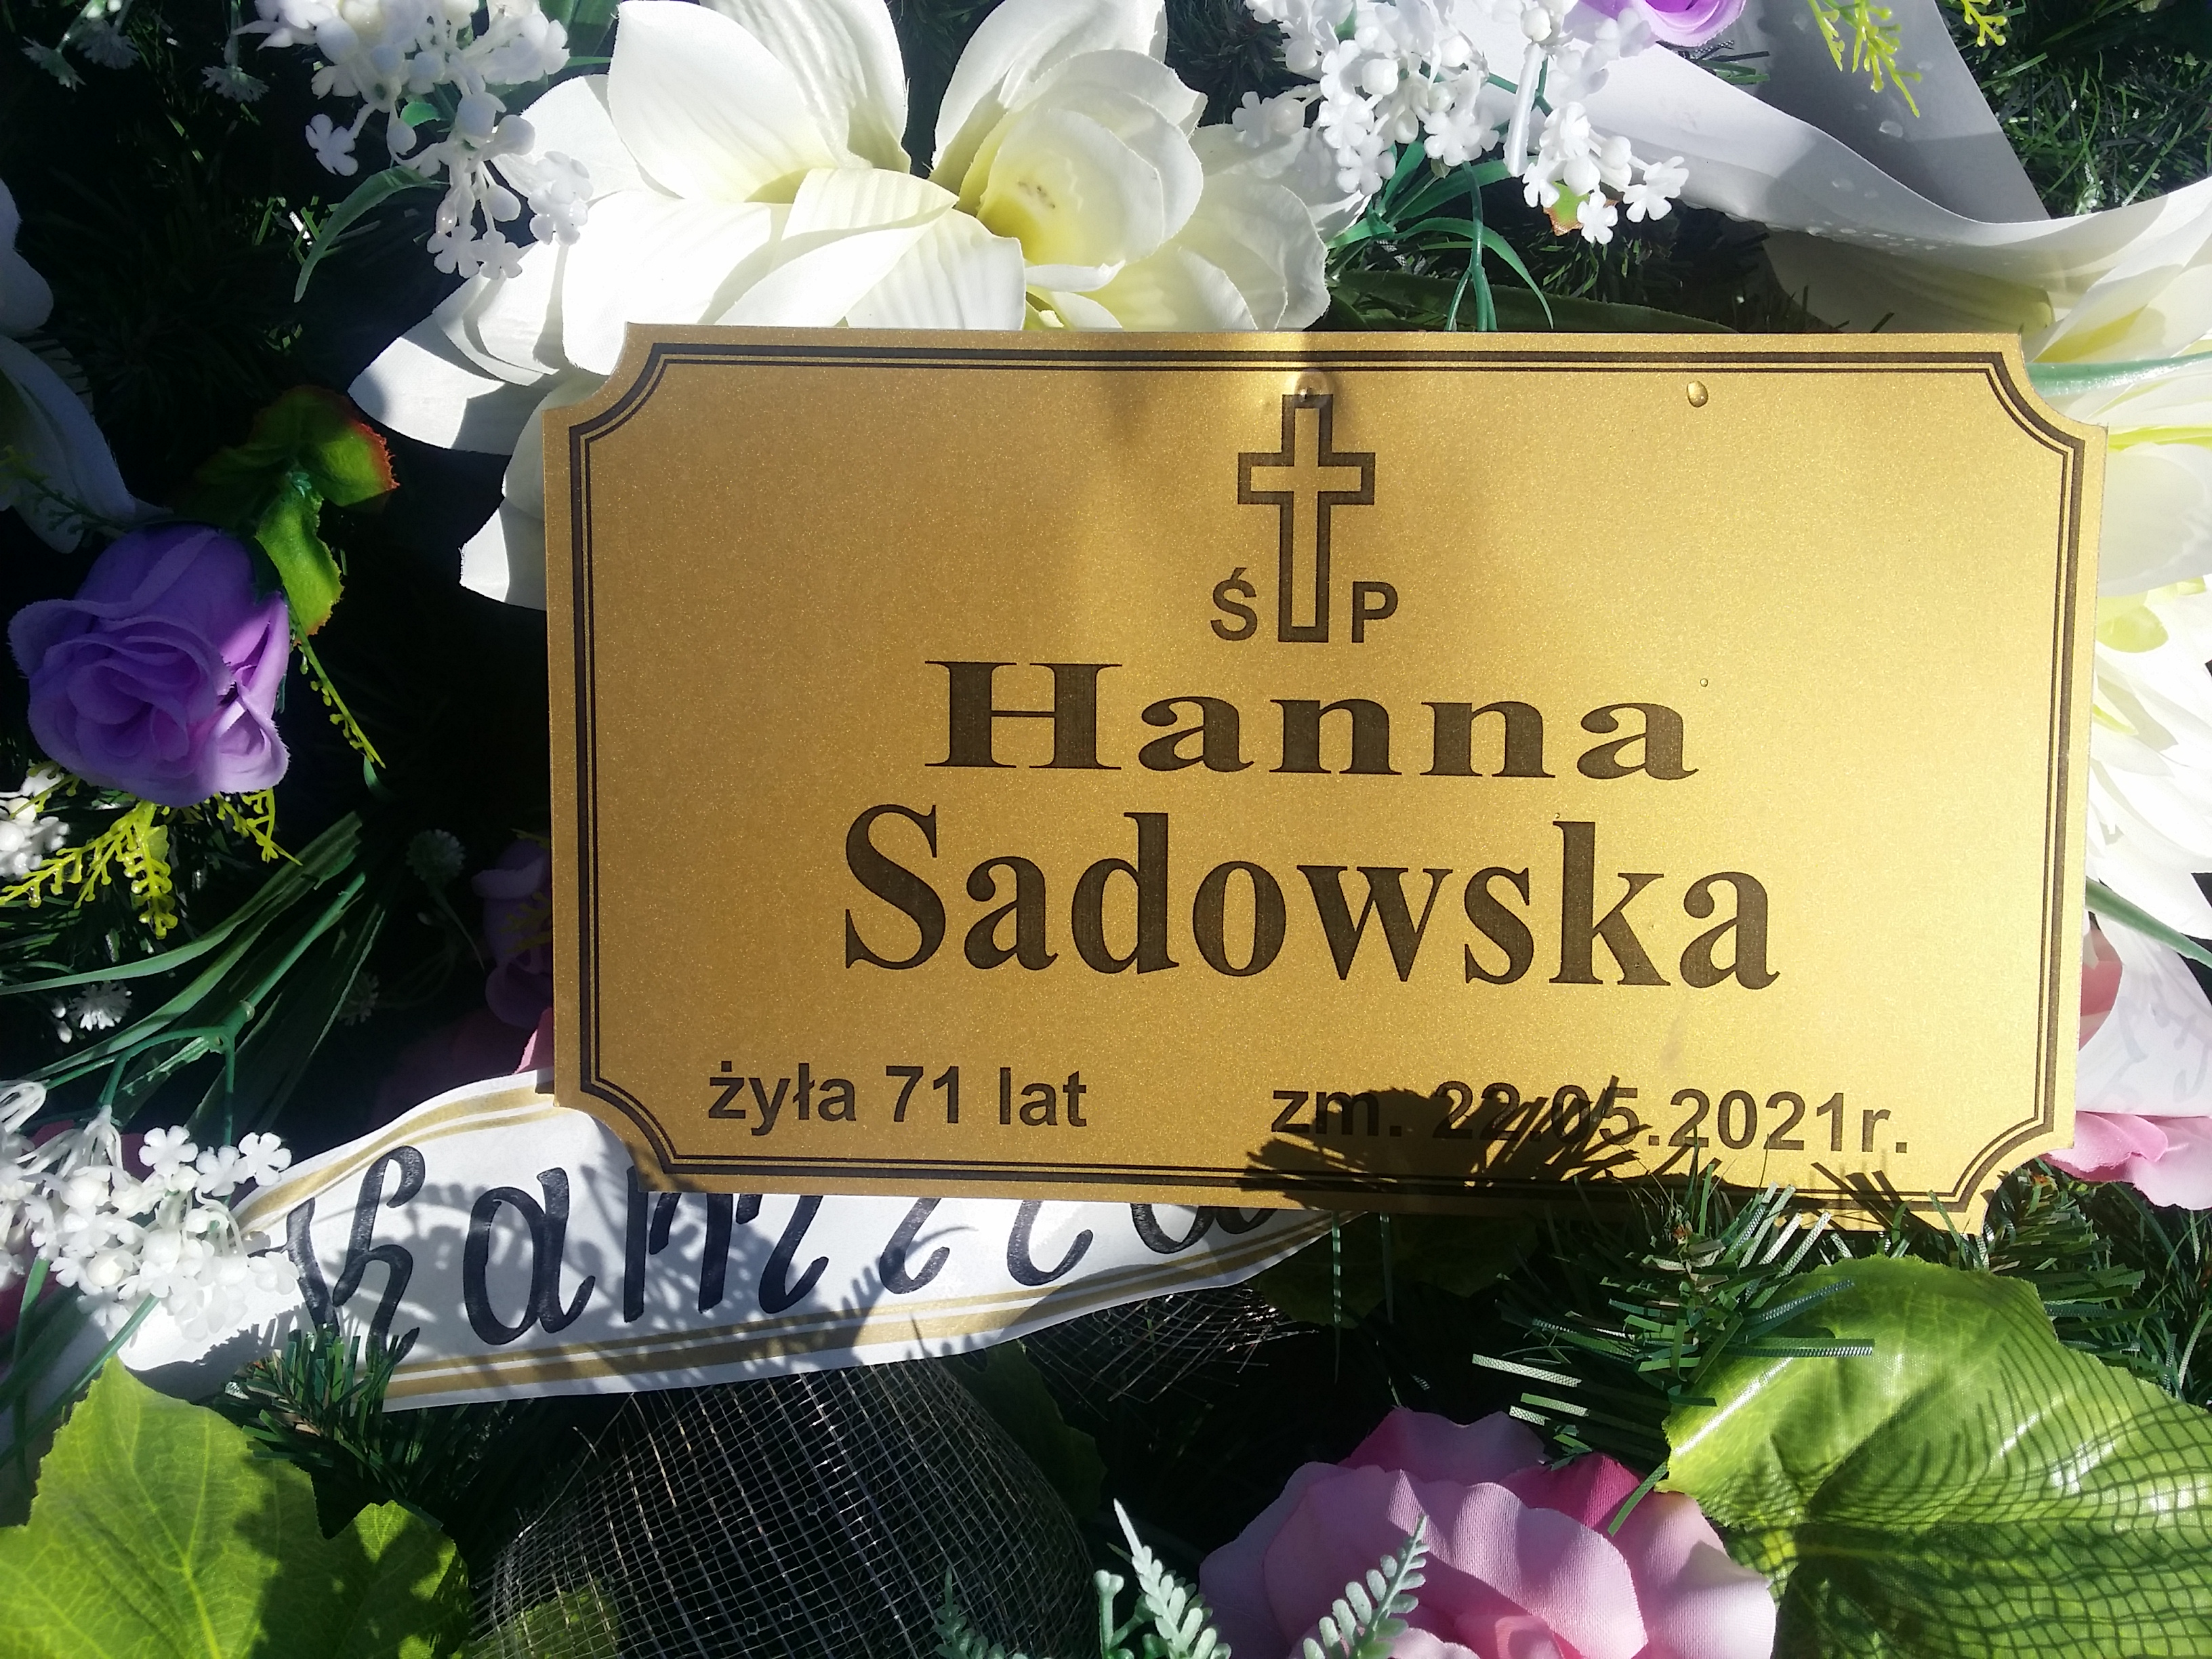 Ś P
Hanna
Sadowska
żyła 71 lat zm. 22.05.2021r.